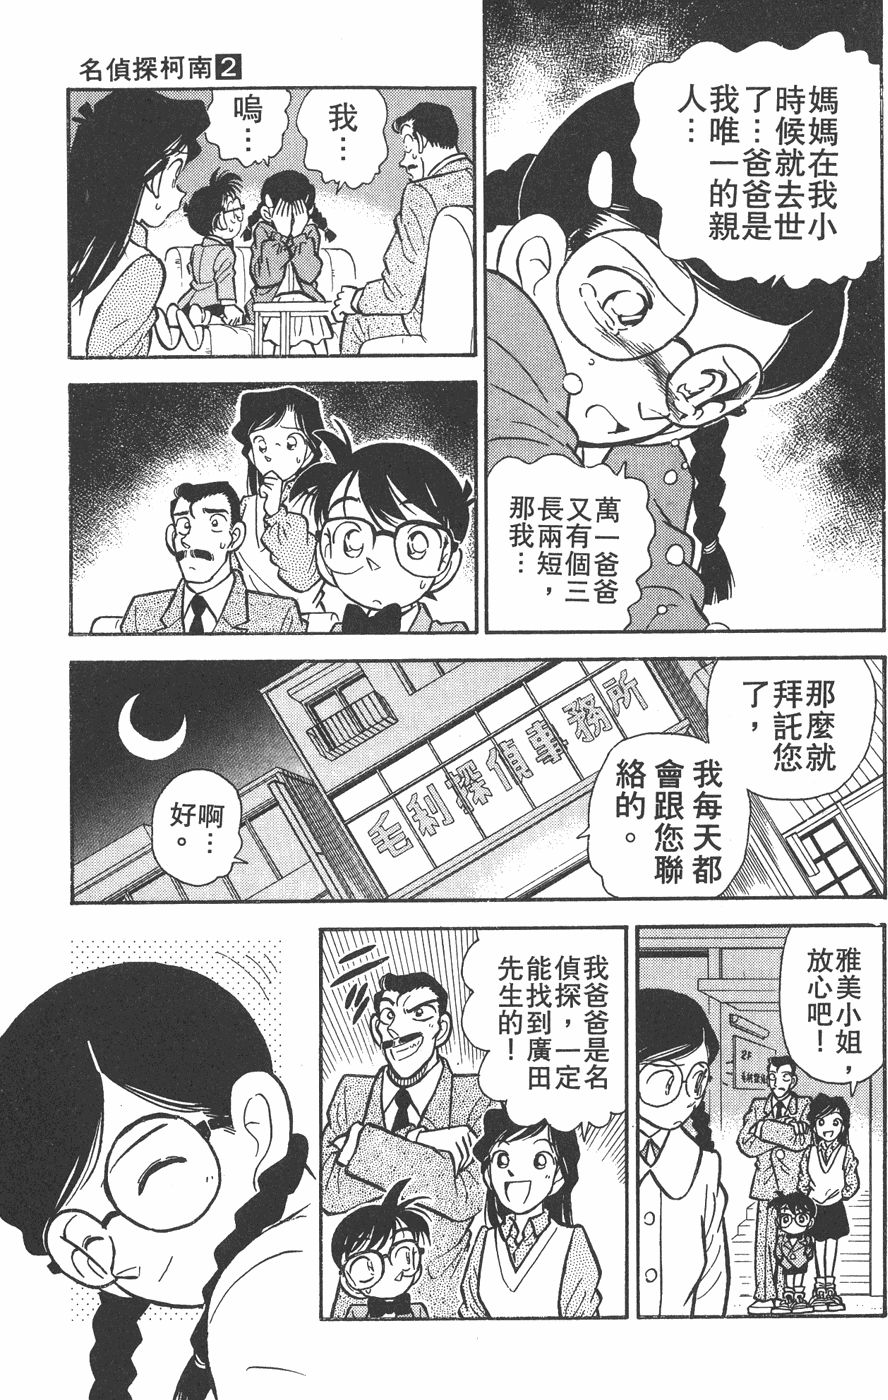 名偵探柯南2
媽媽在我小
時候就去世
了…爸爸是
我唯一的親
人…
萬一爸爸
又有個三
長兩短，
那我…
我…
嗚…
那麼就
拜託您
了，
我每天都
會跟您聯
絡的。
毛利探偵事務所
啊…
好。
雅美小姐，
放心吧！
2F
我爸爸是名
偵探，一定
能找到廣田
先生的！